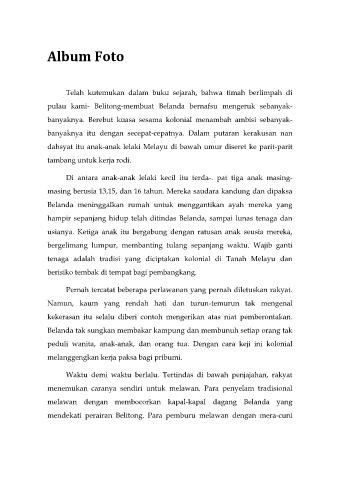 Album Foto
Telah kutemukan dalam buku sejarah, bahwa timah berlimpah di
pulau kami- Belitong-membuat Belanda bernafsu mengeruk sebanyak-
banyaknya. Berebut kuasa sesama kolonial menambah ambisi sebanyak-
banyaknya itu dengan secepat-cepatnya. Dalam putaran kerakusan nan
dahsyat itu anak-anak lelaki Melayu di bawah umur diseret ke parit-parit
tambang untuk kerja rodi.
Di antara anak-anak lelaki kecil itu terda-. pat tiga anak masing-
masing berusia 13,15, dan 16 tahun. Mereka saudara kandung dan dipaksa
Belanda meninggalkan rumah untuk menggantikan ayah mereka yang
hampir sepanjang hidup telah ditindas Belanda, sampai lunas tenaga dan
usianya. Ketiga anak itu bergabung dengan ratusan anak seusia mereka,
bergelimang lumpur, membanting tulang sepanjang waktu. Wajib ganti
tenaga adalah tradisi yang diciptakan kolonial di Tanah Melayu dan
berisiko tembak di tempat bagi pembangkang.
Pernah tercatat beberapa perlawanan yang pernah diletuskan rakyat.
Namun, kaum yang rendah hati dan turun-temurun tak mengenal
kekerasan itu selalu diberi contoh mengerikan atas niat pemberontakan.
Belanda tak sungkan membakar kampung dan membunuh setiap orang tak
peduli wanita, anak-anak, dan orang tua. Dengan cara keji ini kolonial
melanggengkan kerja paksa bagi pribumi.
Waktu demi waktu berlalu. Tertindas di bawah penjajahan, rakyat
menemukan caranya sendiri untuk melawan. Para penyelam tradisional
melawan dengan membocorkan kapal-kapal dagang Belanda yang
mendekati perairan Belitong. Para pemburu melawan dengan mera-cuni